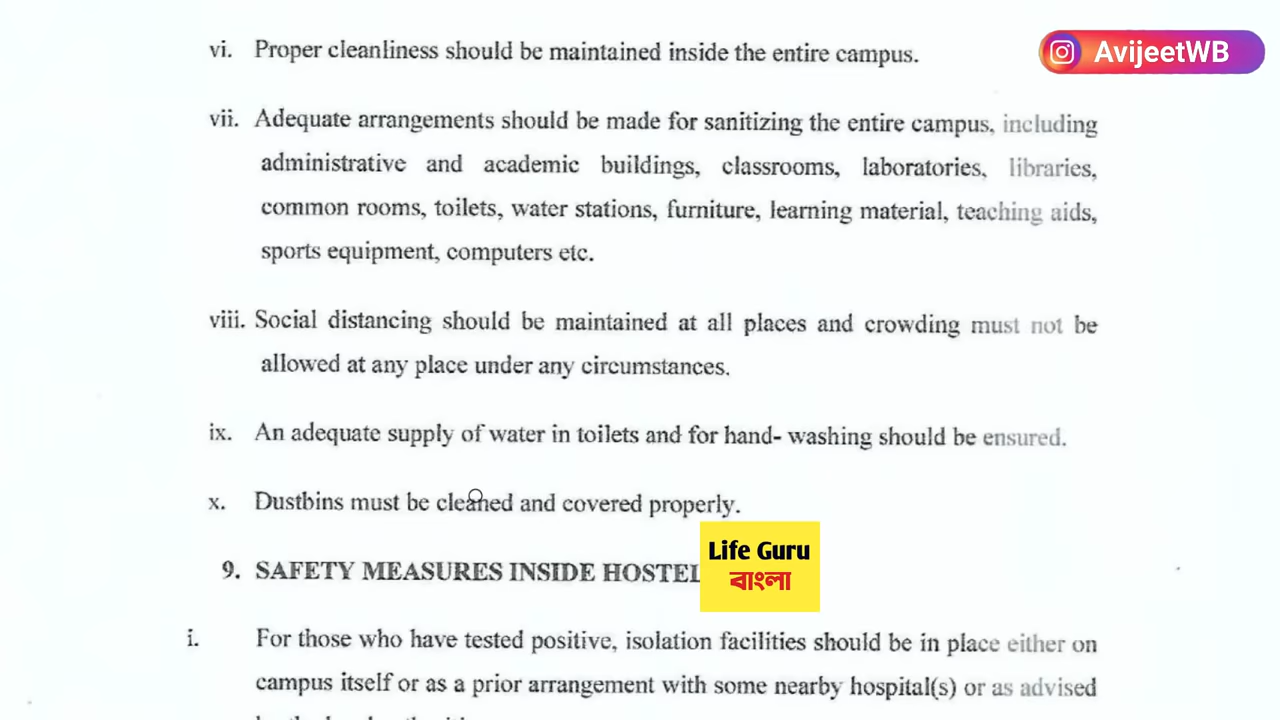 AvijeetWB
vi. Proper cleanliness should be maintained inside the entire campus.
vii. Adequate arrangements should be made for sanitizing the entire campus, including
administrative and academic buildings, classrooms, laboratories, libraries,
common rooms, toilets, water stations, furniture, learning material, teaching aids,
sports equipment, computers etc.
viii. Social distancing should be maintained at all places and crowding must not be
allowed at any place under any circumstances.
ix. An adequate supply of water in toilets and for hand- washing should be ensured.
x. Dustbins must be cleaned and covered properly.
Life Guru
বাংলা
9. SAFETY MEASURES INSIDE HOSTEL
i. For those who have tested positive, isolation facilities should be in place either on
campus itself or as a prior arrangement with some nearby hospital(s) or as advised